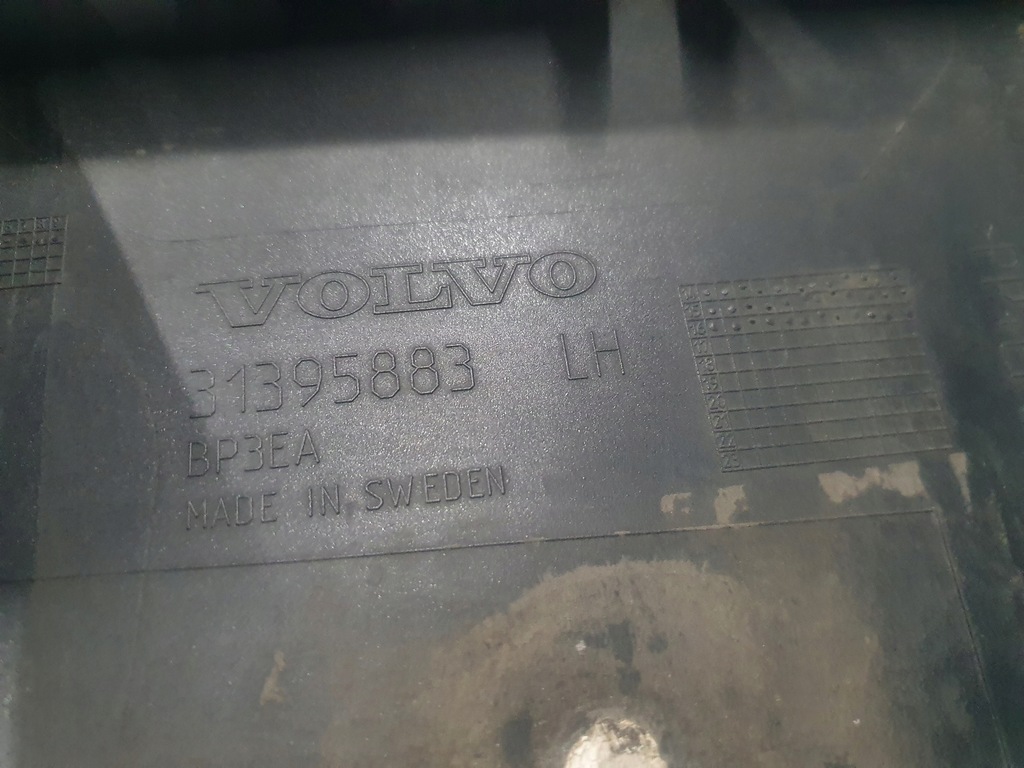 VOLVO
31395883 LH
BP3EA
MADE IN SWEDEN